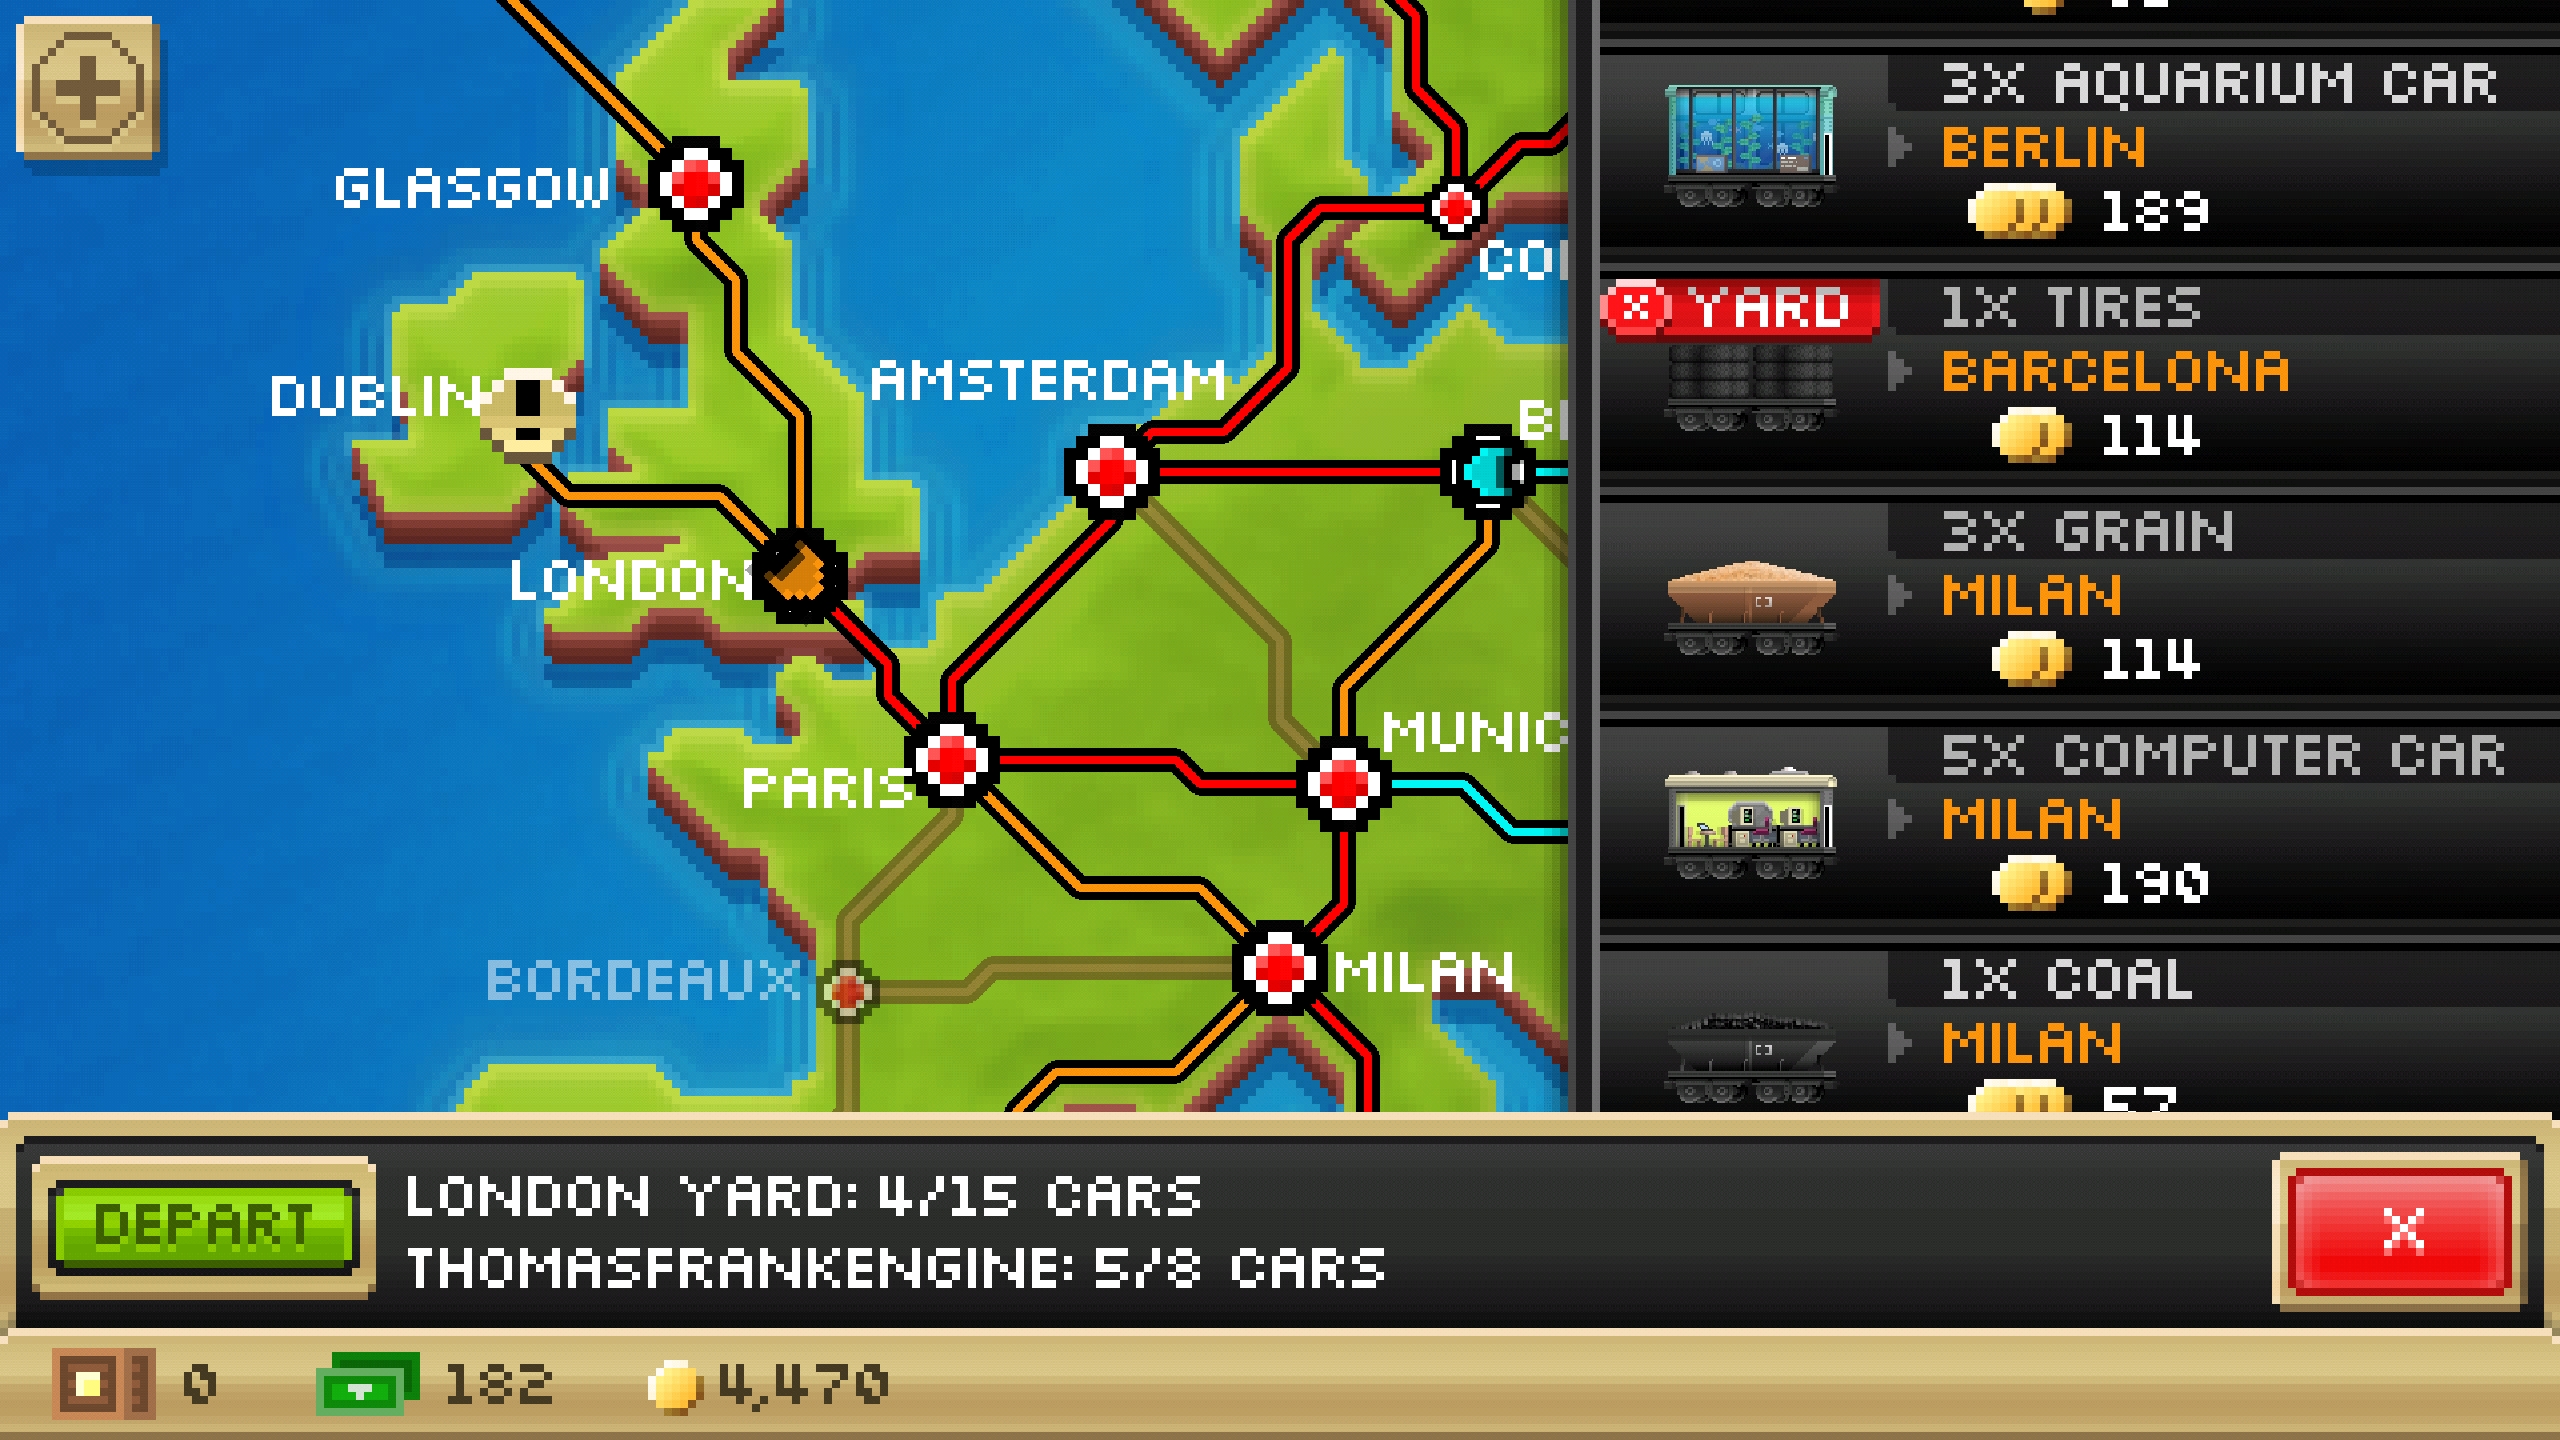 GLASGOW
DUBLIN
AMSTERDAM
LONDON
PARIS
BORDEAUX
MILAN
3X AQUARIUM CAR
BERLIN
189
YARD
1X TIRES
BARCELONA
114
3X GRAIN
MILAN
114
5X COMPUTER CAR
MILAN
190
1X COAL
MILAN
57
DEPART
LONDON YARD: 4/15 CARS
THOMASFRANKENGINE: 5/8 CARS
X
0
182
4,470